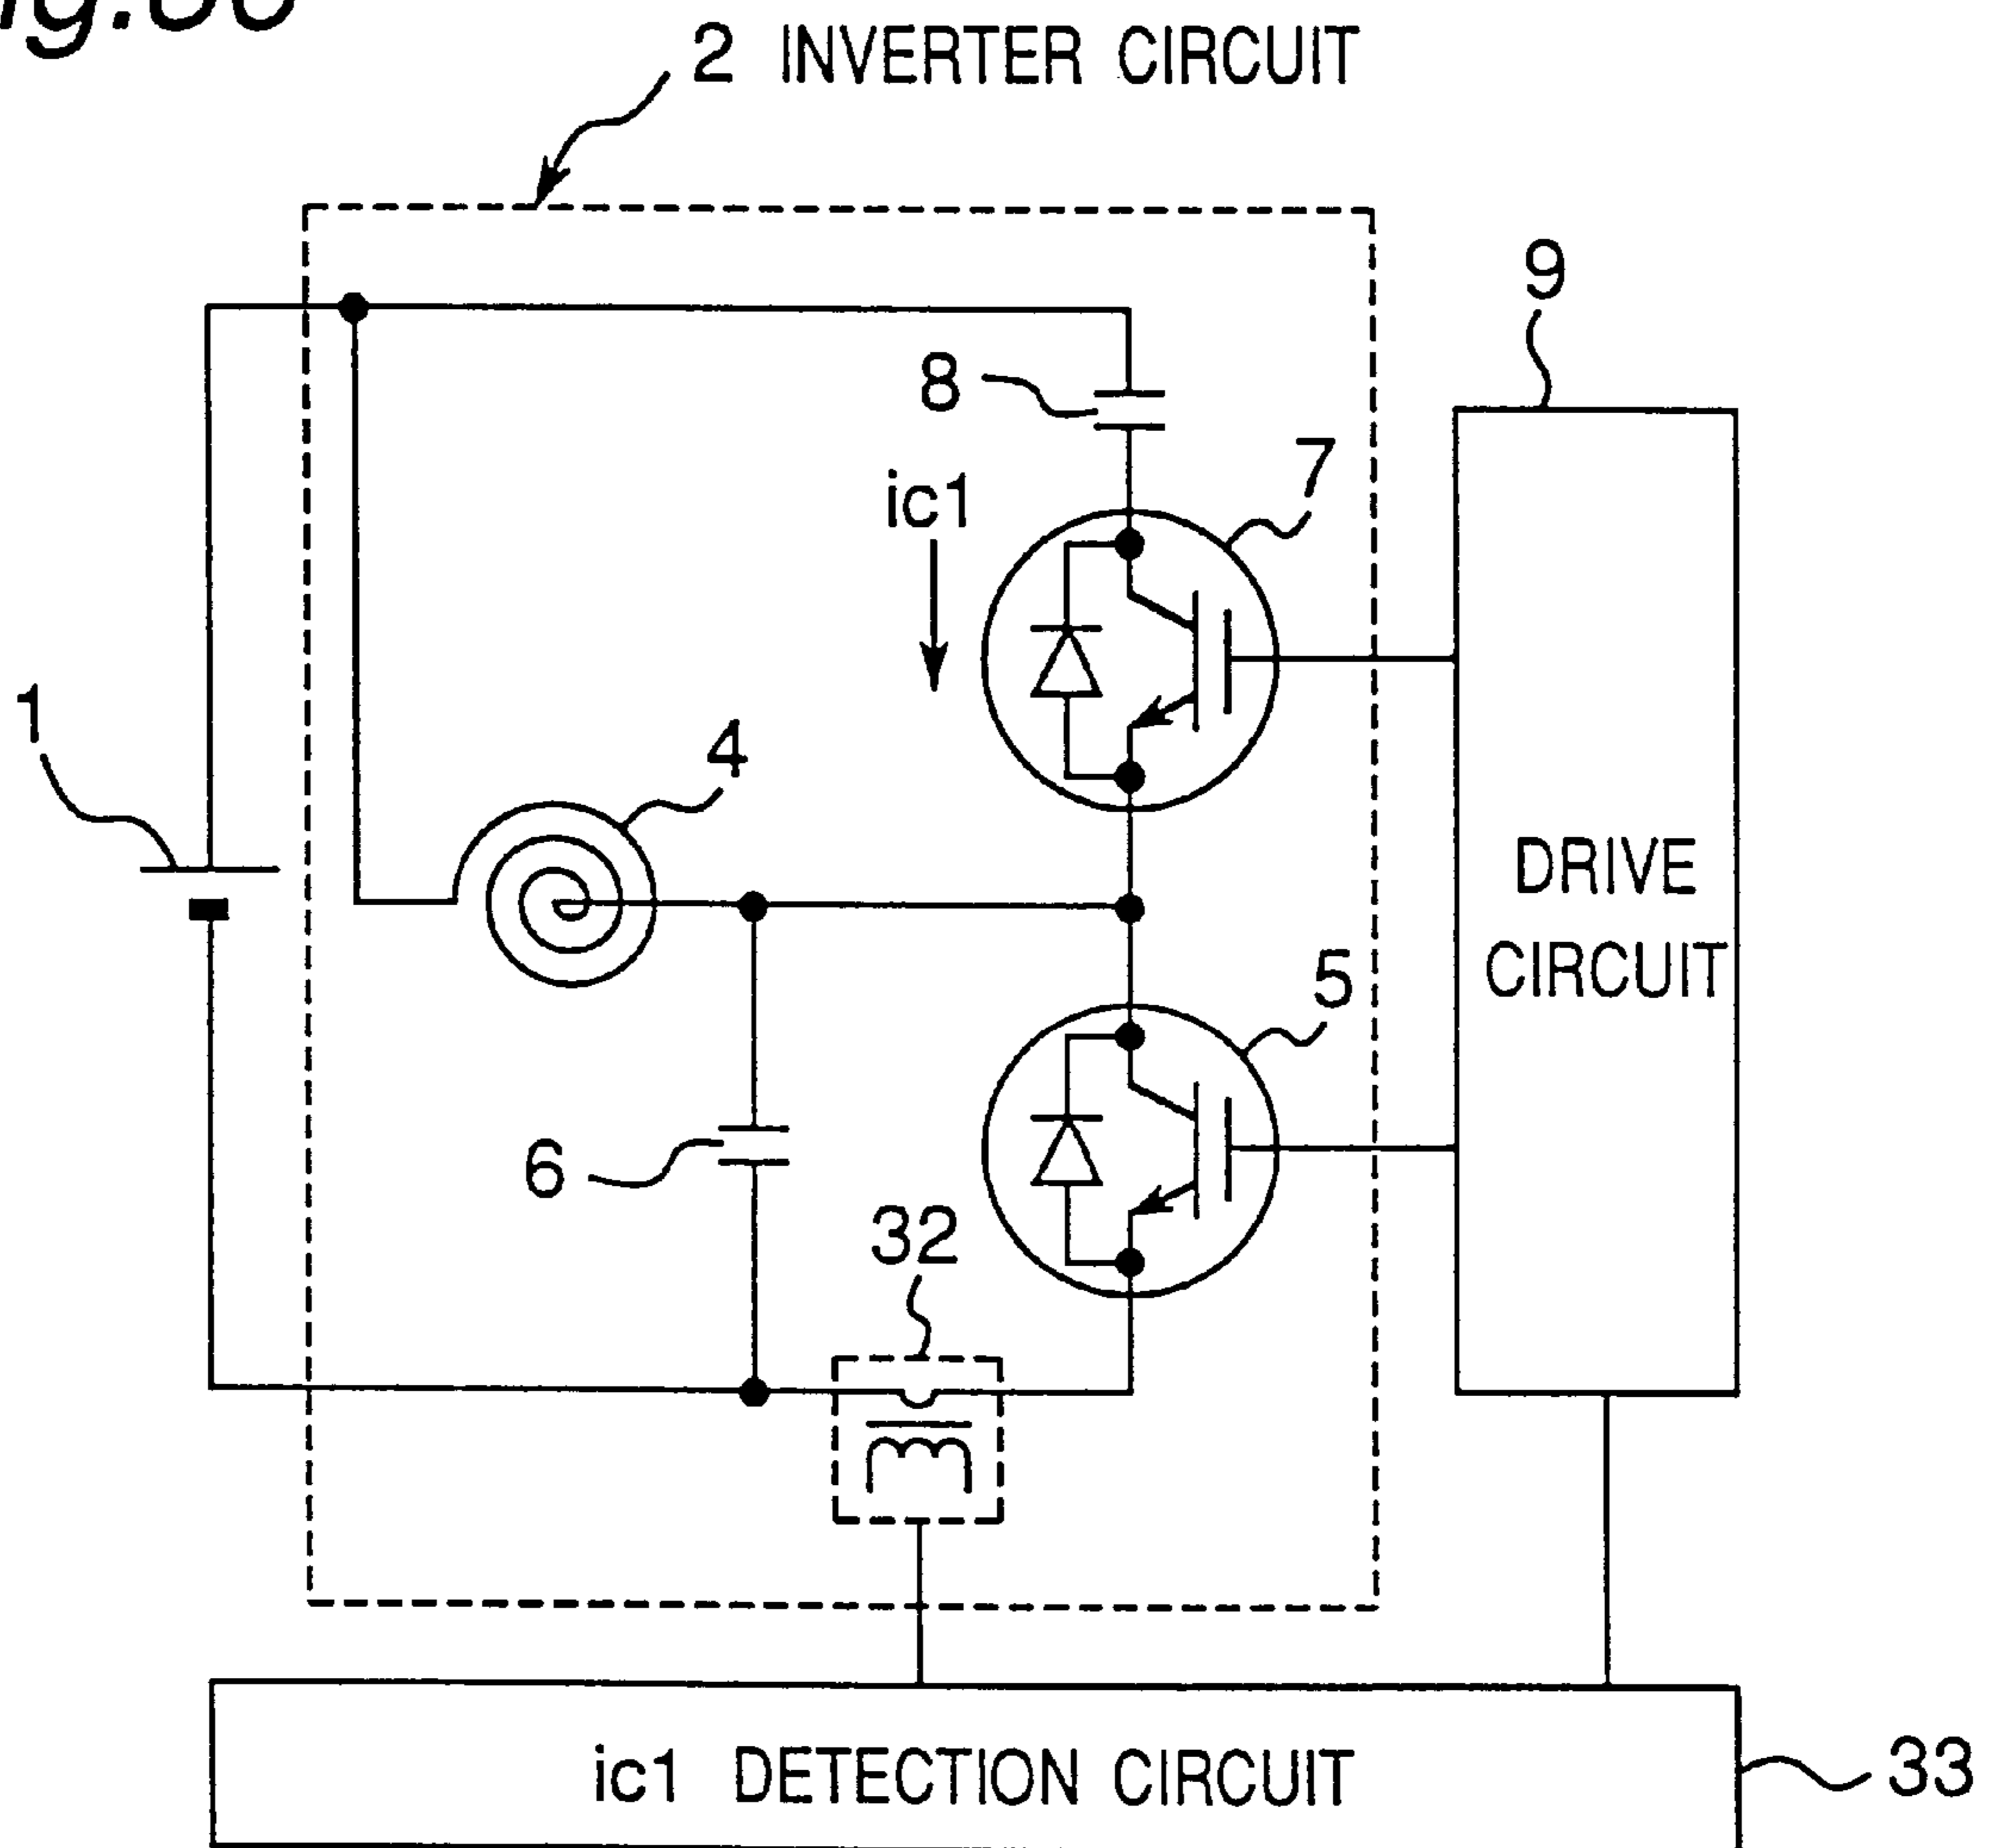 2 INVERTER CIRCUIT
9
8
7
ic1
1
4
DRIVE
CIRCUIT
5
6
32
ic1 DETECTION CIRCUIT
33